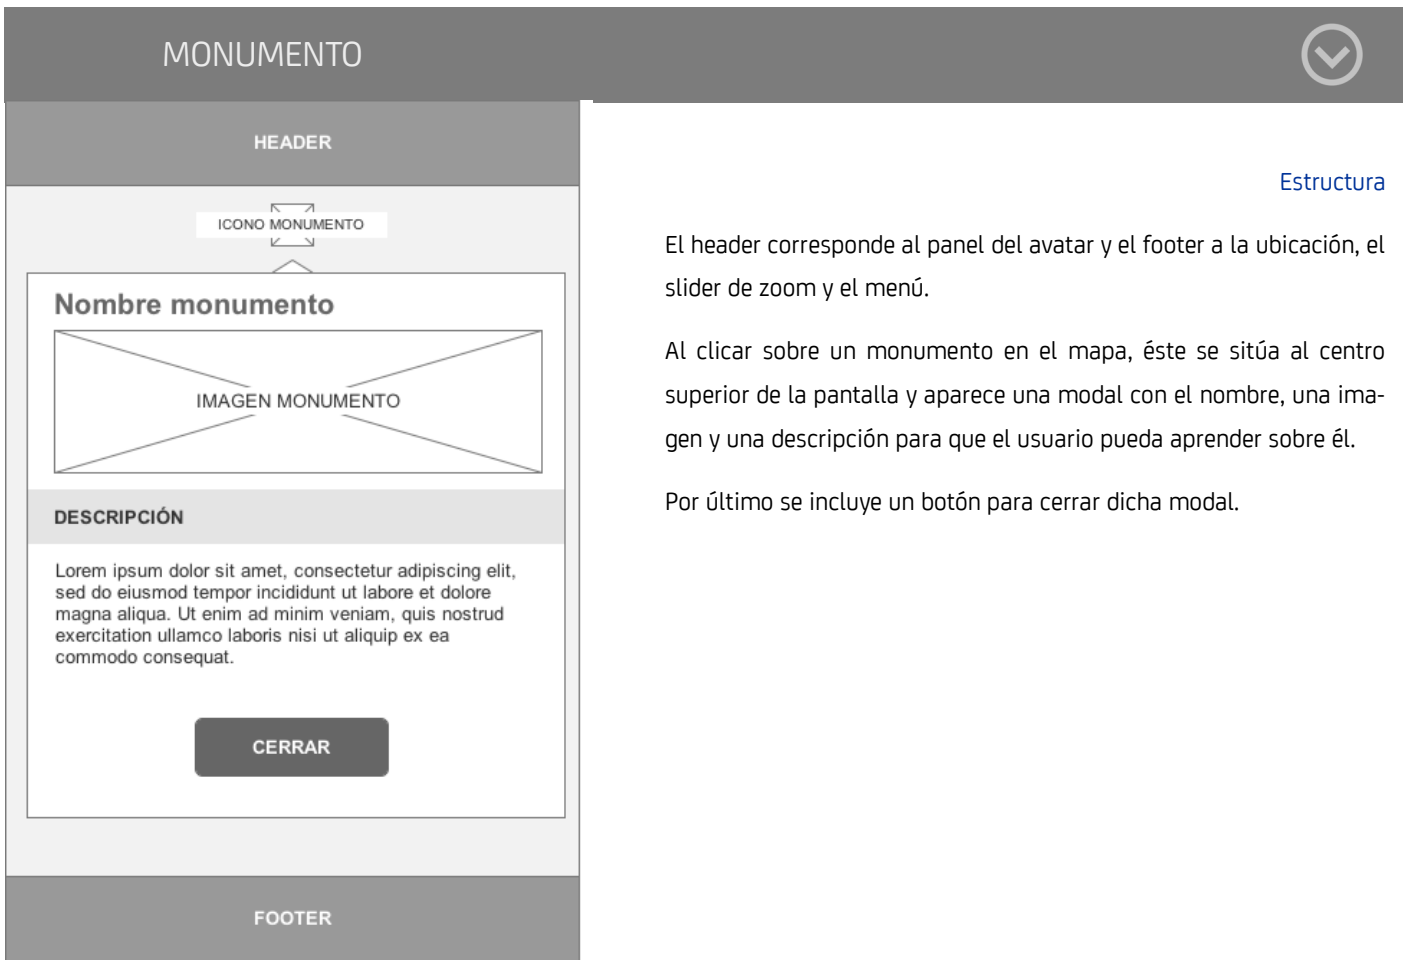 MONUMENTO
HEADER
ICONO MONUMENTO
Nombre monumento
IMAGEN MONUMENTO
DESCRIPCIÓN
Lorem ipsum dolor sit amet, consectetur adipiscing elit,
sed do eiusmod tempor incididunt ut labore et dolore
magna aliqua. Ut enim ad minim veniam, quis nostrud
exercitation ullamco laboris nisi ut aliquip ex ea
commodo consequat.
CERRAR
FOOTER
Estructura
El header corresponde al panel del avatar y el footer a la ubicación, el
slider de zoom y el menú.
Al clicar sobre un monumento en el mapa, éste se sitúa al centro
superior de la pantalla y aparece una modal con el nombre, una ima-
gen y una descripción para que el usuario pueda aprender sobre él.
Por último se incluye un botón para cerrar dicha modal.